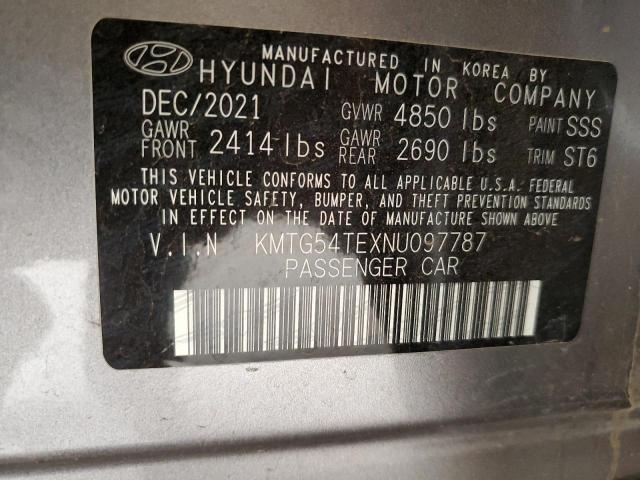 MANUFACTURED IN KOREA BY
HYUNDAI MOTOR COMPANY
DEC/2021 GVWR 4850 lbs PAINT SSS
GAWR FRONT 2414 lbs GAWR REAR 2690 lbs TRIM ST6
THIS VEHICLE CONFORMS TO ALL APPLICABLE U.S.A. FEDERAL
MOTOR VEHICLE SAFETY, BUMPER, AND THEFT PREVENTION STANDARDS
IN EFFECT ON THE DATE OF MANUFACTURE SHOWN ABOVE.
V.I.N KMTG54TEXNU097787
PASSENGER CAR